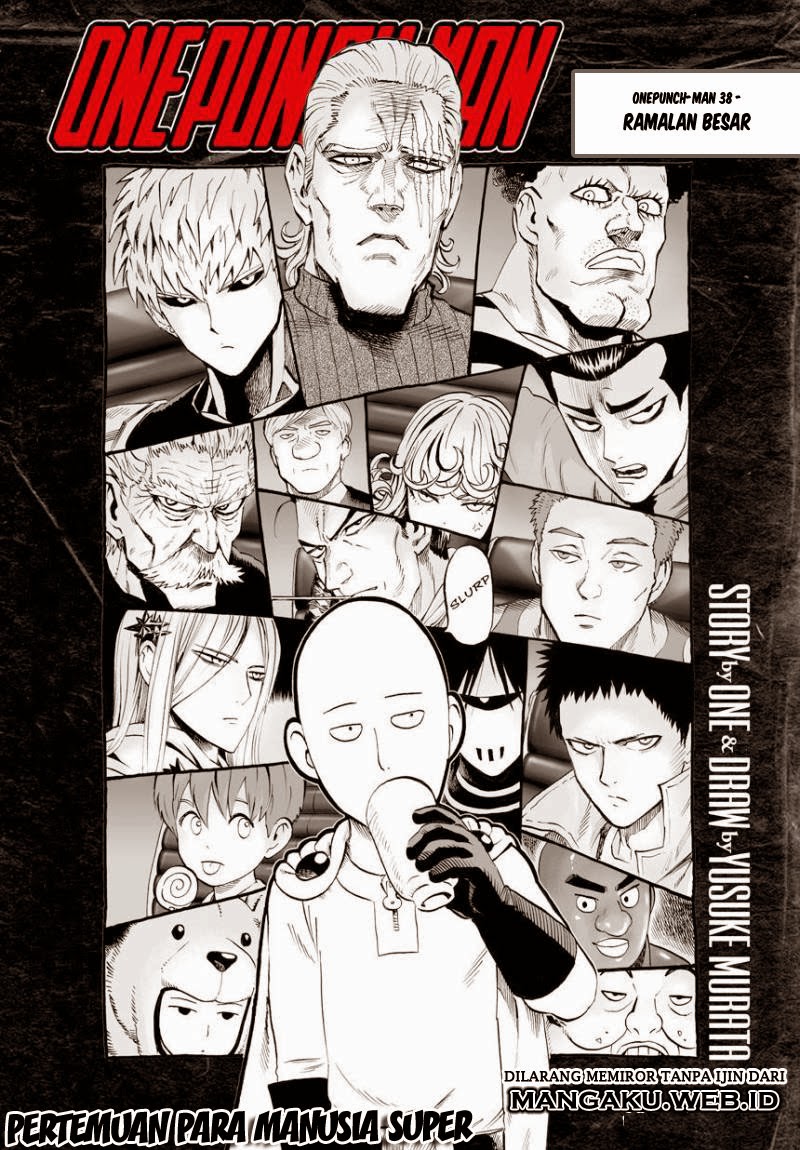 ONEPUNCH MAN
ONEPUNCH-MAN 38 -
RAMALAN BESAR
SLURP
STORY by ONE & DRAW by YUSUKE MURATA
DILARANG MEMIROR TANPA IJIN DARI
MANGAKU.WEB.ID
PERTEMUAN PARA MANUSIA SUPER